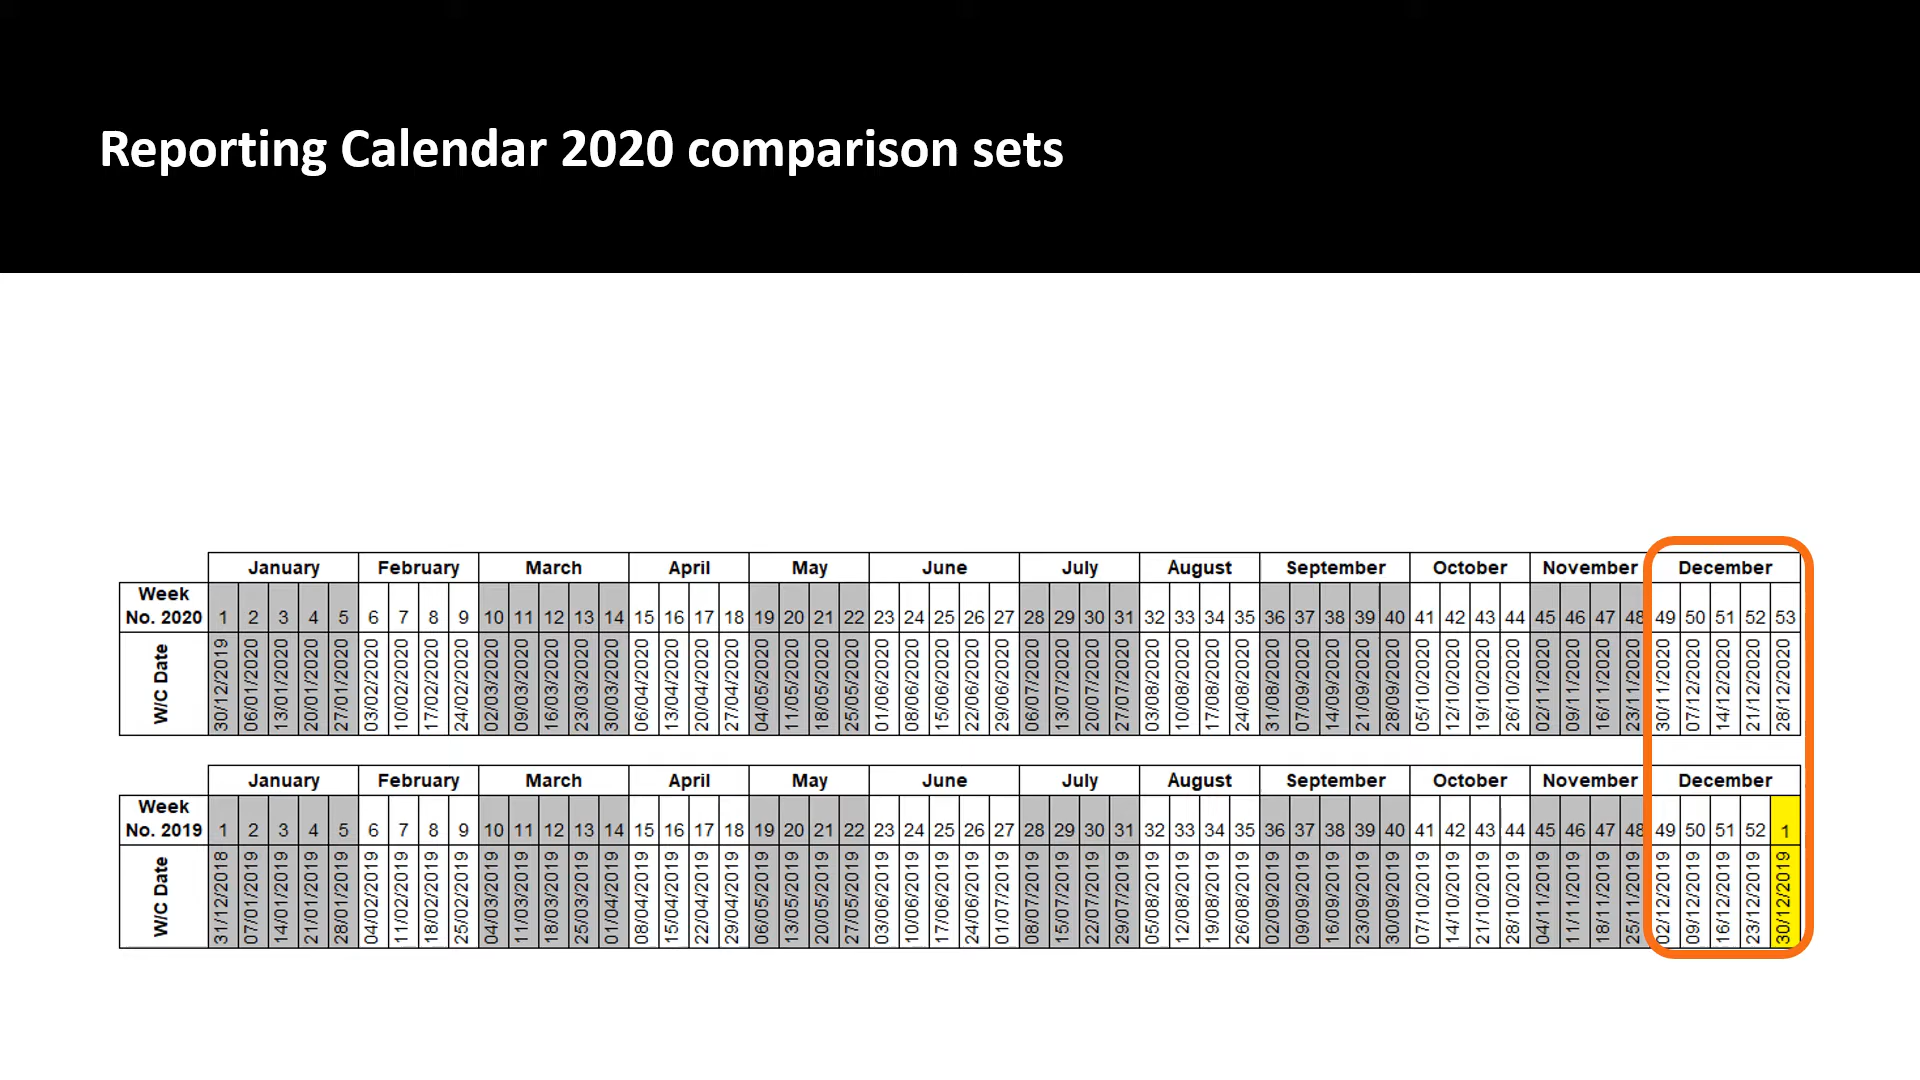 Reporting Calendar 2020 comparison sets
January February March April May June July August September October November December
Week
No. 2020 1 2 3 4 5 6 7 8 9 10 11 12 13 14 15 16 17 18 19 20 21 22 23 24 25 26 27 28 29 30 31 32 33 34 35 36 37 38 39 40 41 42 43 44 45 46 47 48 49 50 51 52 53
W/C Date 30/12/2019 06/01/2020 13/01/2020 20/01/2020 27/01/2020 03/02/2020 10/02/2020 17/02/2020 24/02/2020 02/03/2020 09/03/2020 16/03/2020 23/03/2020 30/03/2020 06/04/2020 13/04/2020 20/04/2020 27/04/2020 04/05/2020 11/05/2020 18/05/2020 25/05/2020 01/06/2020 08/06/2020 15/06/2020 22/06/2020 29/06/2020 06/07/2020 13/07/2020 20/07/2020 27/07/2020 03/08/2020 10/08/2020 17/08/2020 24/08/2020 31/08/2020 07/09/2020 14/09/2020 21/09/2020 28/09/2020 05/10/2020 12/10/2020 19/10/2020 26/10/2020 02/11/2020 09/11/2020 16/11/2020 23/11/2020 30/11/2020 07/12/2020 14/12/2020 21/12/2020 28/12/2020
January February March April May June July August September October November December
Week
No. 2019 1 2 3 4 5 6 7 8 9 10 11 12 13 14 15 16 17 18 19 20 21 22 23 24 25 26 27 28 29 30 31 32 33 34 35 36 37 38 39 40 41 42 43 44 45 46 47 48 49 50 51 52 1
W/C Date 31/12/2018 07/01/2019 14/01/2019 21/01/2019 28/01/2019 04/02/2019 11/02/2019 18/02/2019 25/02/2019 04/03/2019 11/03/2019 18/03/2019 25/03/2019 01/04/2019 08/04/2019 15/04/2019 22/04/2019 29/04/2019 06/05/2019 13/05/2019 20/05/2019 27/05/2019 03/06/2019 10/06/2019 17/06/2019 24/06/2019 01/07/2019 08/07/2019 15/07/2019 22/07/2019 29/07/2019 05/08/2019 12/08/2019 19/08/2019 26/08/2019 02/09/2019 09/09/2019 16/09/2019 23/09/2019 30/09/2019 07/10/2019 14/10/2019 21/10/2019 28/10/2019 04/11/2019 11/11/2019 18/11/2019 25/11/2019 02/12/2019 09/12/2019 16/12/2019 23/12/2019 30/12/2019